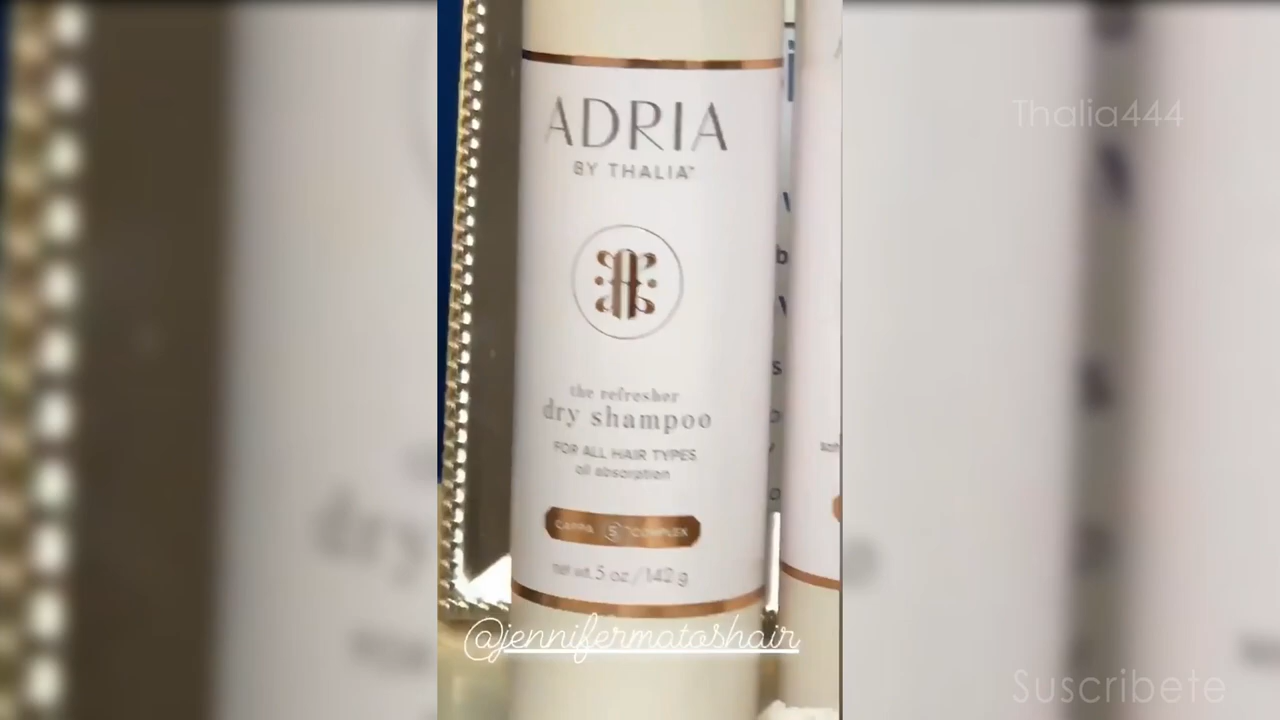 ADRIA
BY THALIA™
the refresher
dry shampoo
FOR ALL HAIR TYPES
oil absorption
CAPPA 5 COMPLEX
net wt. 5 oz / 142 g
@jennifermatoshair
Thalia444
Suscribete